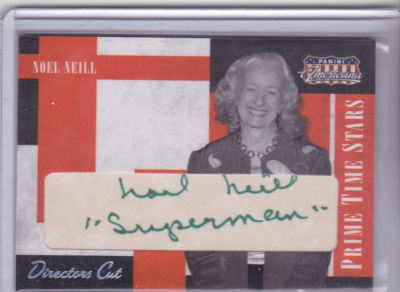 NOEL NEILL
PANINI
Americana
PRIME TIME STARS
Noel Neill
"Superman"
Directors Cut